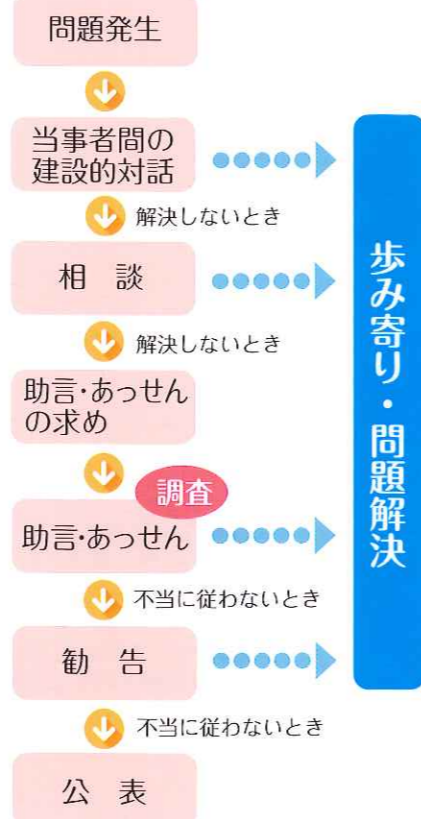 問題発生
当事者間の
建設的対話
解決しないとき
相 談
解決しないとき
助言・あっせん
の求め
調査
助言・あっせん
不当に従わないとき
勧 告
不当に従わないとき
公 表
歩み寄り・問題解決